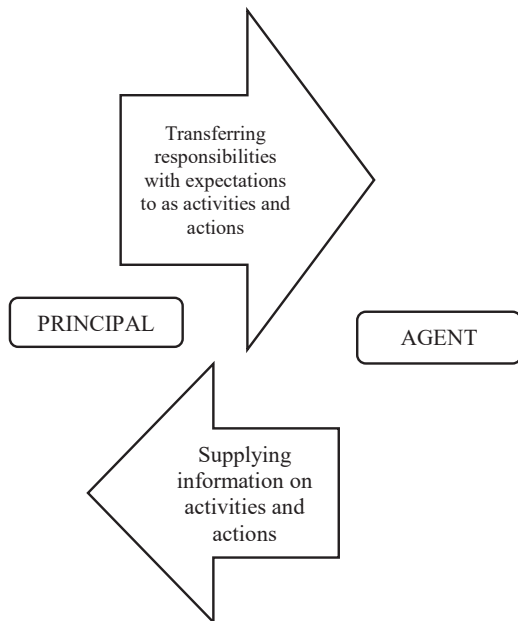 Transferring
responsibilities
with expectations
to as activities and
actions
PRINCIPAL
AGENT
Supplying
information on
activities and
actions